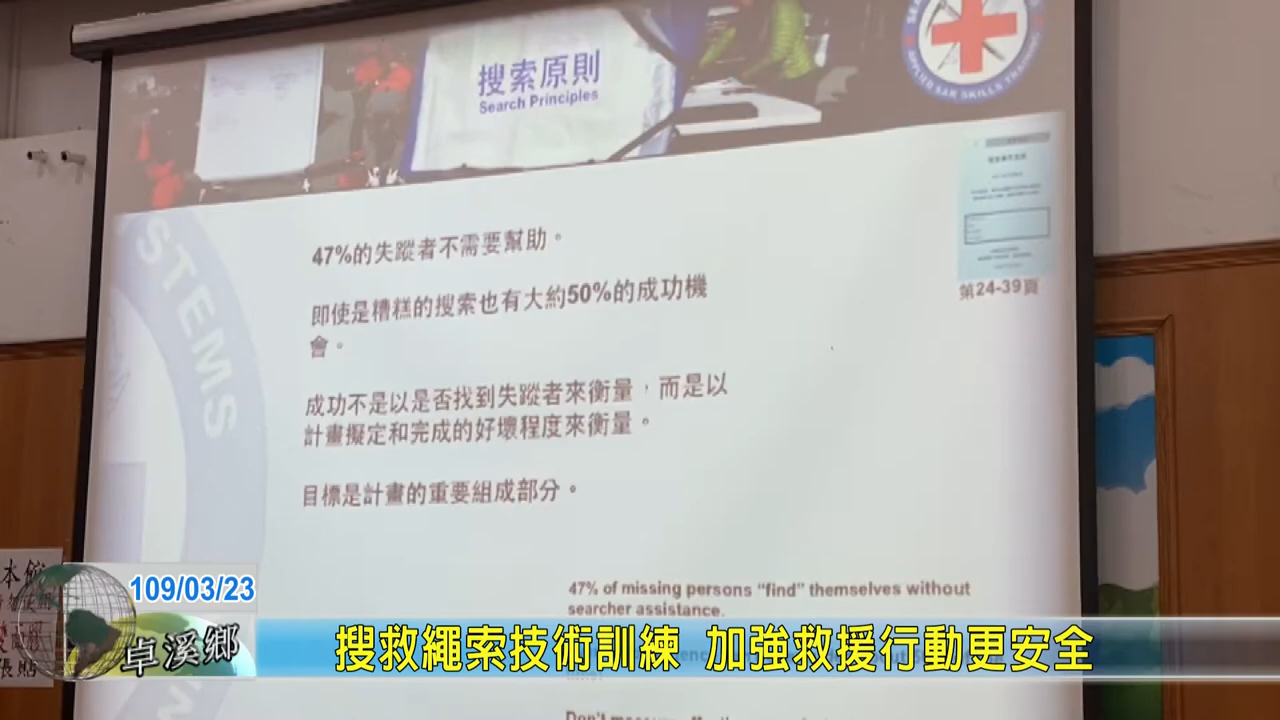 搜索原則
Search Principles
APPLIED SAR SKILLS TRAINING
47%的失蹤者不需要幫助。
即使是糟糕的搜索也有大約50%的成功機
會。
第24-39頁
成功不是以是否找到失蹤者來衡量，而是以
計畫擬定和完成的好壞程度來衡量。
目標是計畫的重要組成部分。
STEMS
47% of missing persons “find” themselves without
searcher assistance.
109/03/23
卓溪鄉
搜救繩索技術訓練 加強救援行動更安全